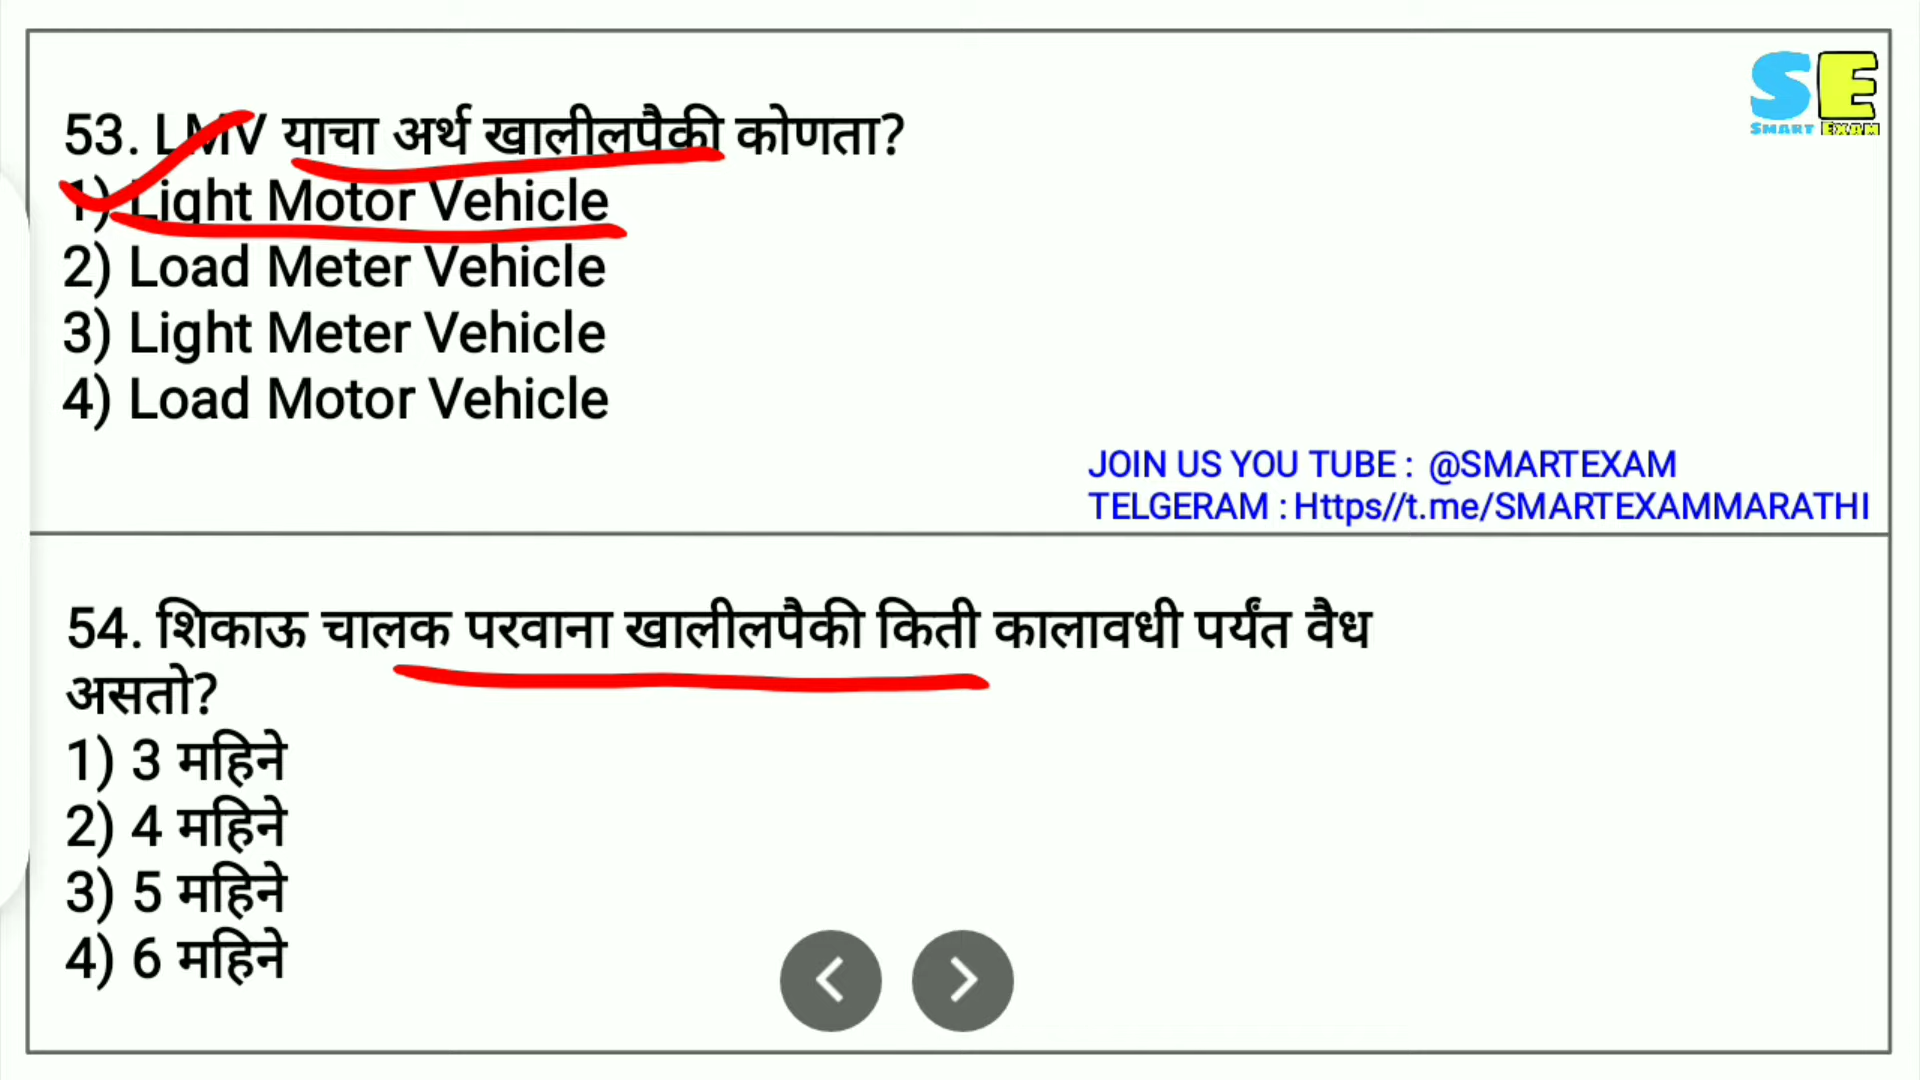 SE
SMART EXAM
53. LMV याचा अर्थ खालीलपैकी कोणता?
1) Light Motor Vehicle
2) Load Meter Vehicle
3) Light Meter Vehicle
4) Load Motor Vehicle
JOIN US YOU TUBE : @SMARTEXAM
TELGERAM : Https//t.me/SMARTEXAMMARATHI
54. शिकाऊ चालक परवाना खालीलपैकी किती कालावधी पर्यंत वैध
असतो?
1) 3 महिने
2) 4 महिने
3) 5 महिने
4) 6 महिने